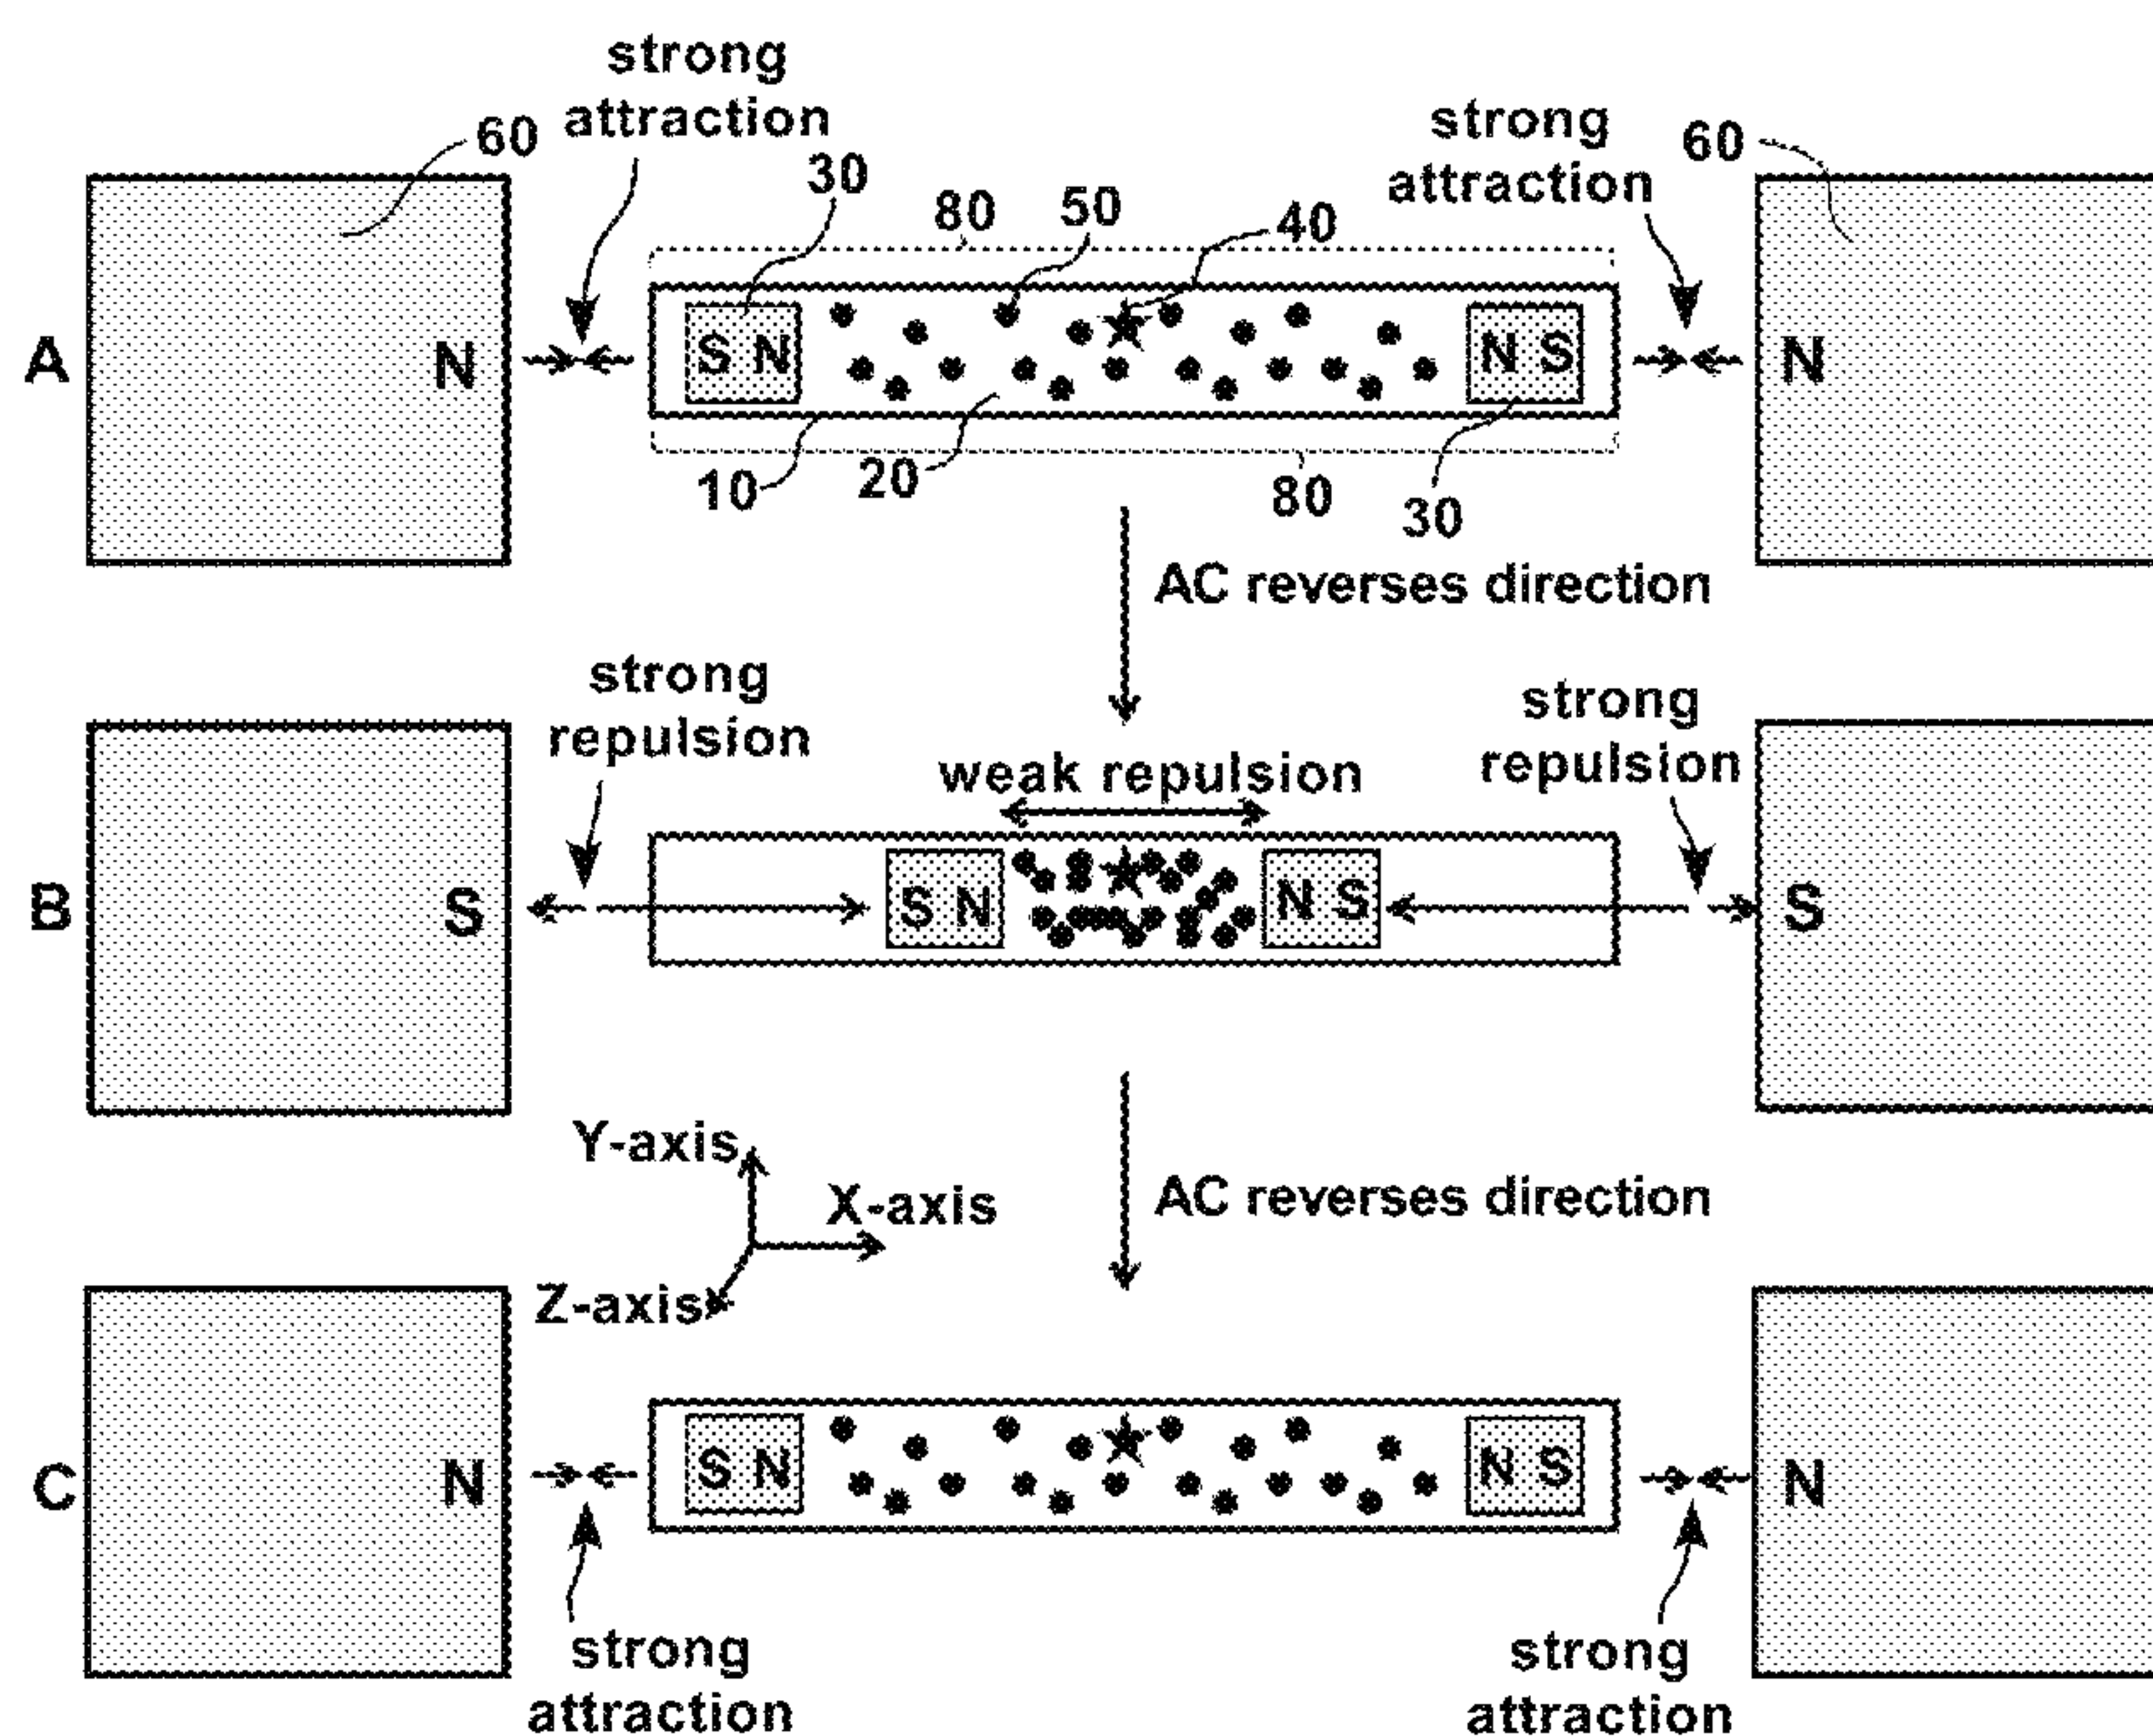 strong
attraction
60
30
80
50
40
strong
attraction
60
A
N
S N
N S
N
10
20
80
30
AC reverses direction
strong
repulsion
weak repulsion
strong
repulsion
B
S
S N
N S
S
Y-axis
X-axis
Z-axis
AC reverses direction
C
N
S N
N S
N
strong
attraction
strong
attraction